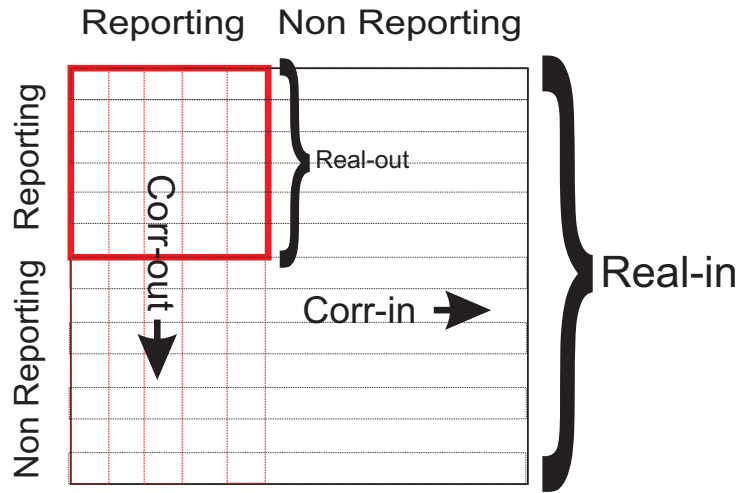 Reporting Non Reporting
Reporting
Real-out
Corr-out
Non Reporting
Corr-in
Real-in